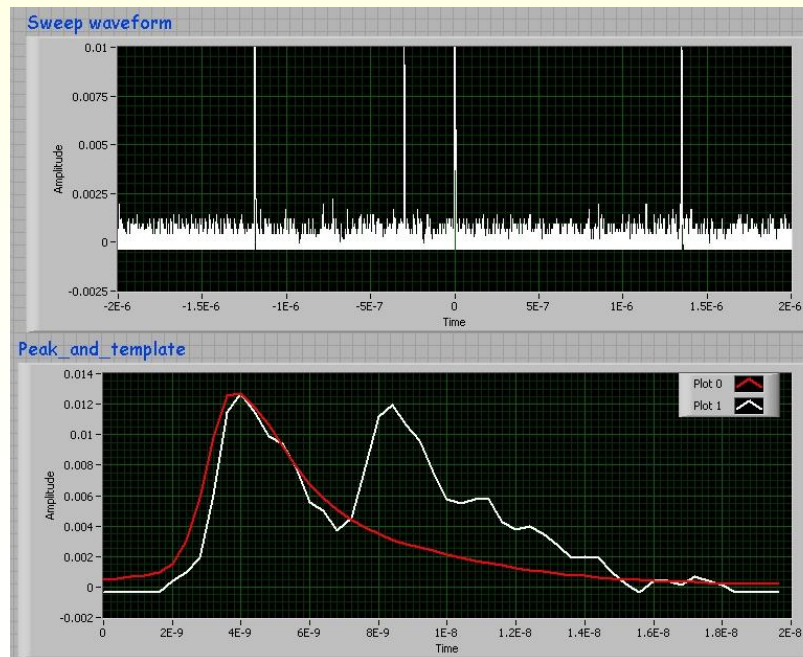 Sweep waveform
0.01
0.0075
0.005
0.0025
0
-0.0025
Amplitude
-2E-6 -1.5E-6 -1E-6 -5E-7 0 5E-7 1E-6 1.5E-6 2E-6
Time
Peak_and_template
Plot 0
Plot 1
0.014
0.012
0.01
0.008
0.006
0.004
0.002
0
-0.002
Amplitude
0 2E-9 4E-9 6E-9 8E-9 1E-8 1.2E-8 1.4E-8 1.6E-8 1.8E-8 2E-8
Time